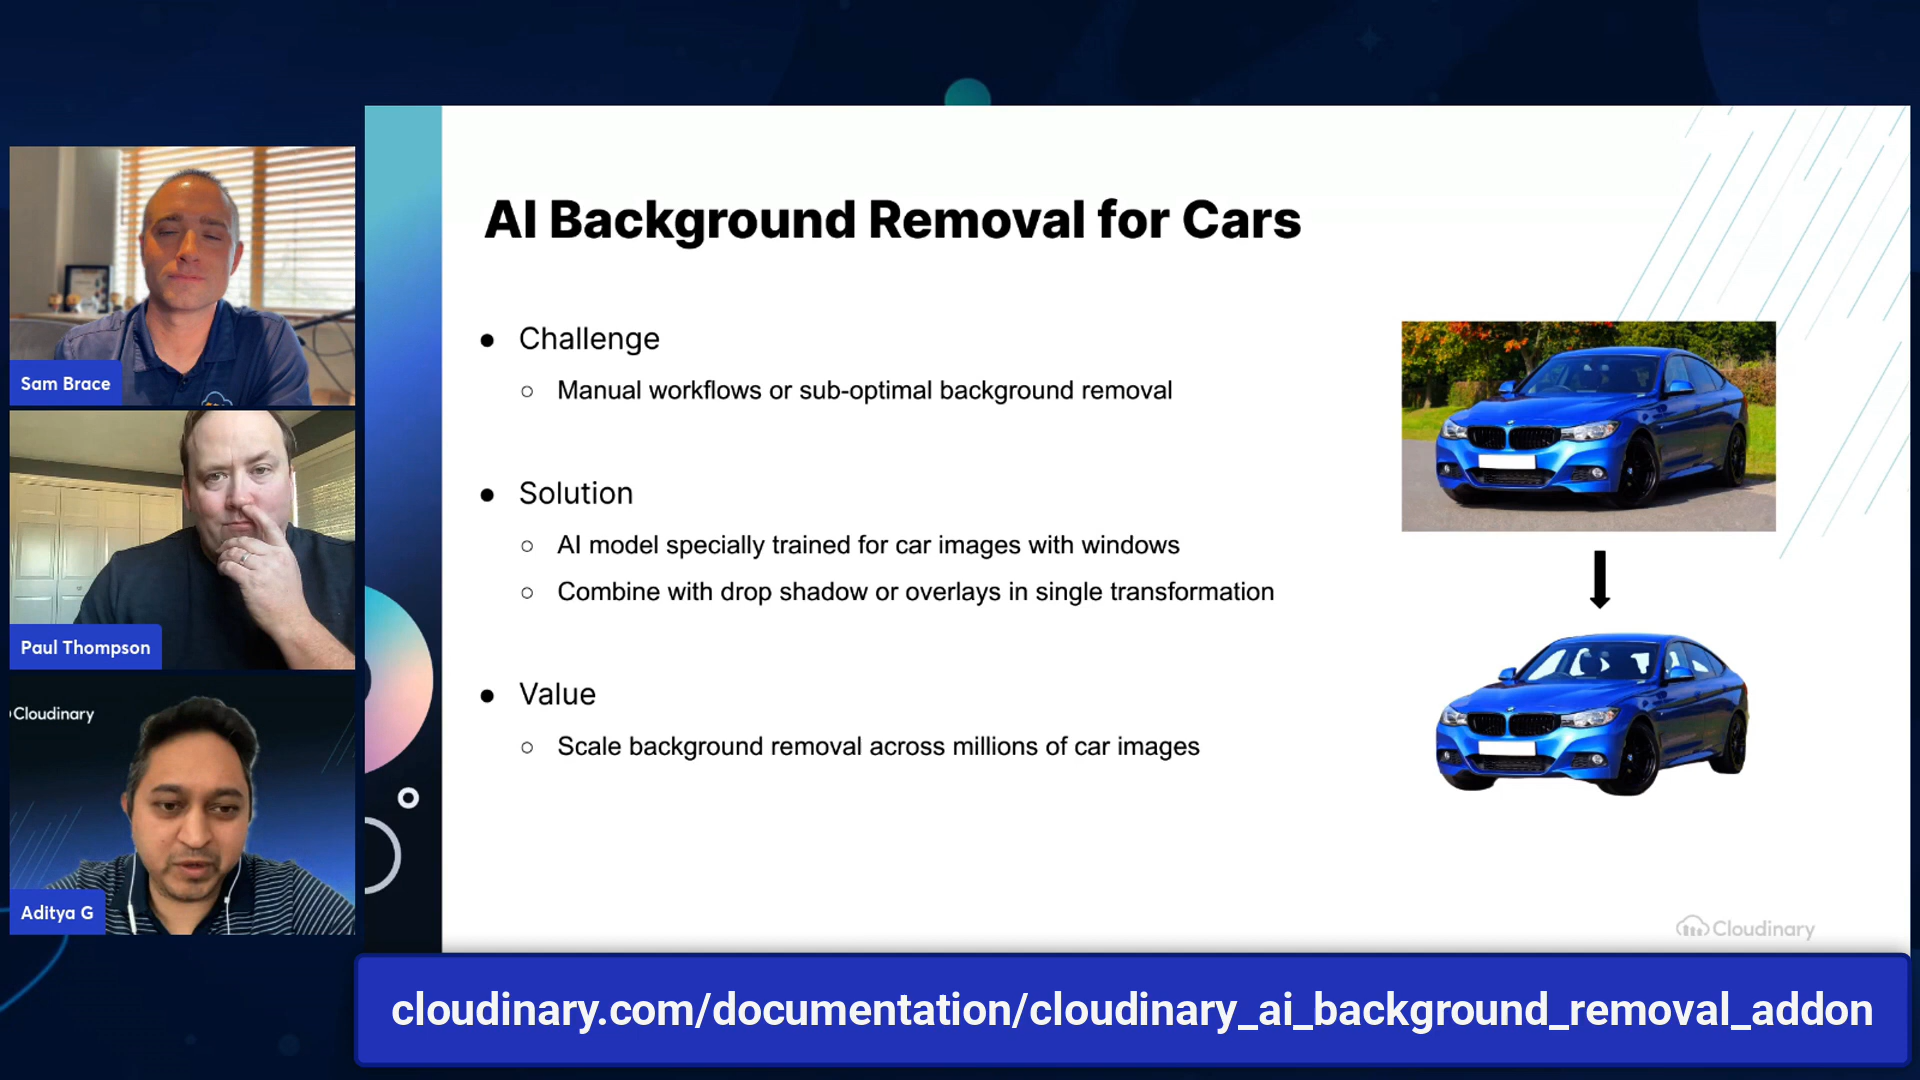 AI Background Removal for Cars
● Challenge
○ Manual workflows or sub-optimal background removal
● Solution
○ AI model specially trained for car images with windows
○ Combine with drop shadow or overlays in single transformation
● Value
○ Scale background removal across millions of car images
Cloudinary
Sam Brace
Paul Thompson
Cloudinary
Aditya G
cloudinary.com/documentation/cloudinary_ai_background_removal_addon